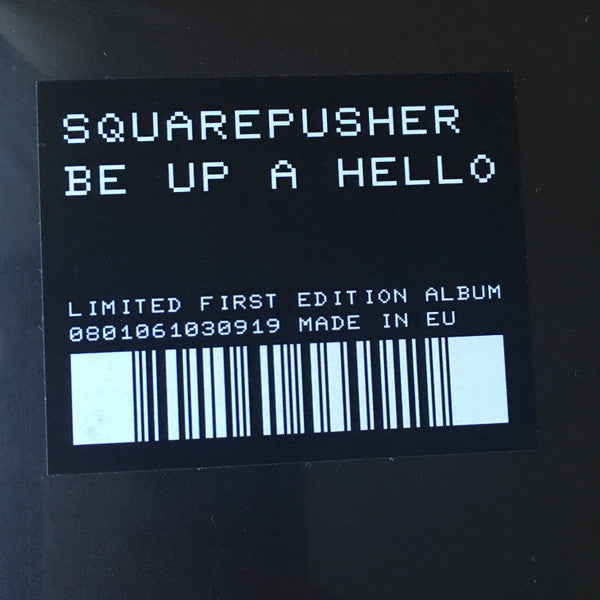 SQUAREPUSHER
BE UP A HELLO
LIMITED FIRST EDITION ALBUM
0801061030919 MADE IN EU